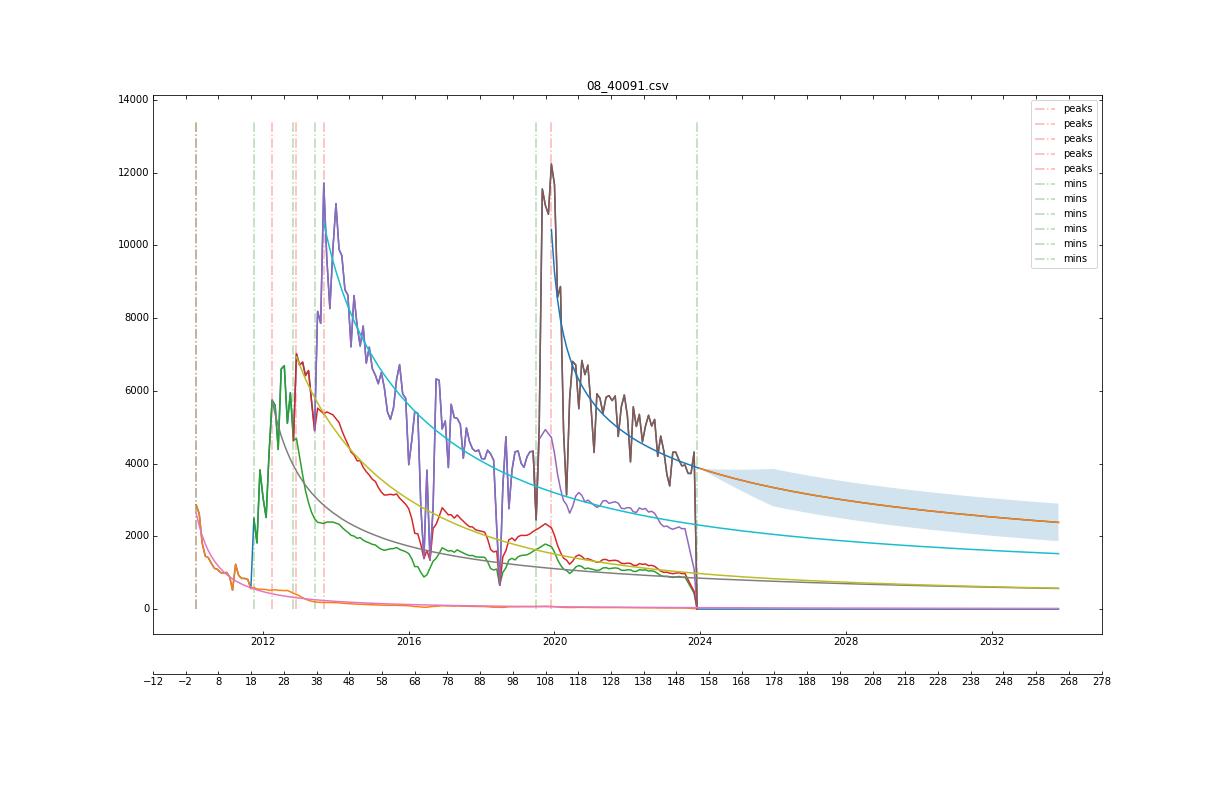 08_40091.csv
14000
12000
10000
8000
6000
4000
2000
0
peaks
peaks
peaks
peaks
peaks
mins
mins
mins
mins
mins
mins
2012 2016 2020 2024 2028 2032
−12 −2 8 18 28 38 48 58 68 78 88 98 108 118 128 138 148 158 168 178 188 198 208 218 228 238 248 258 268 278